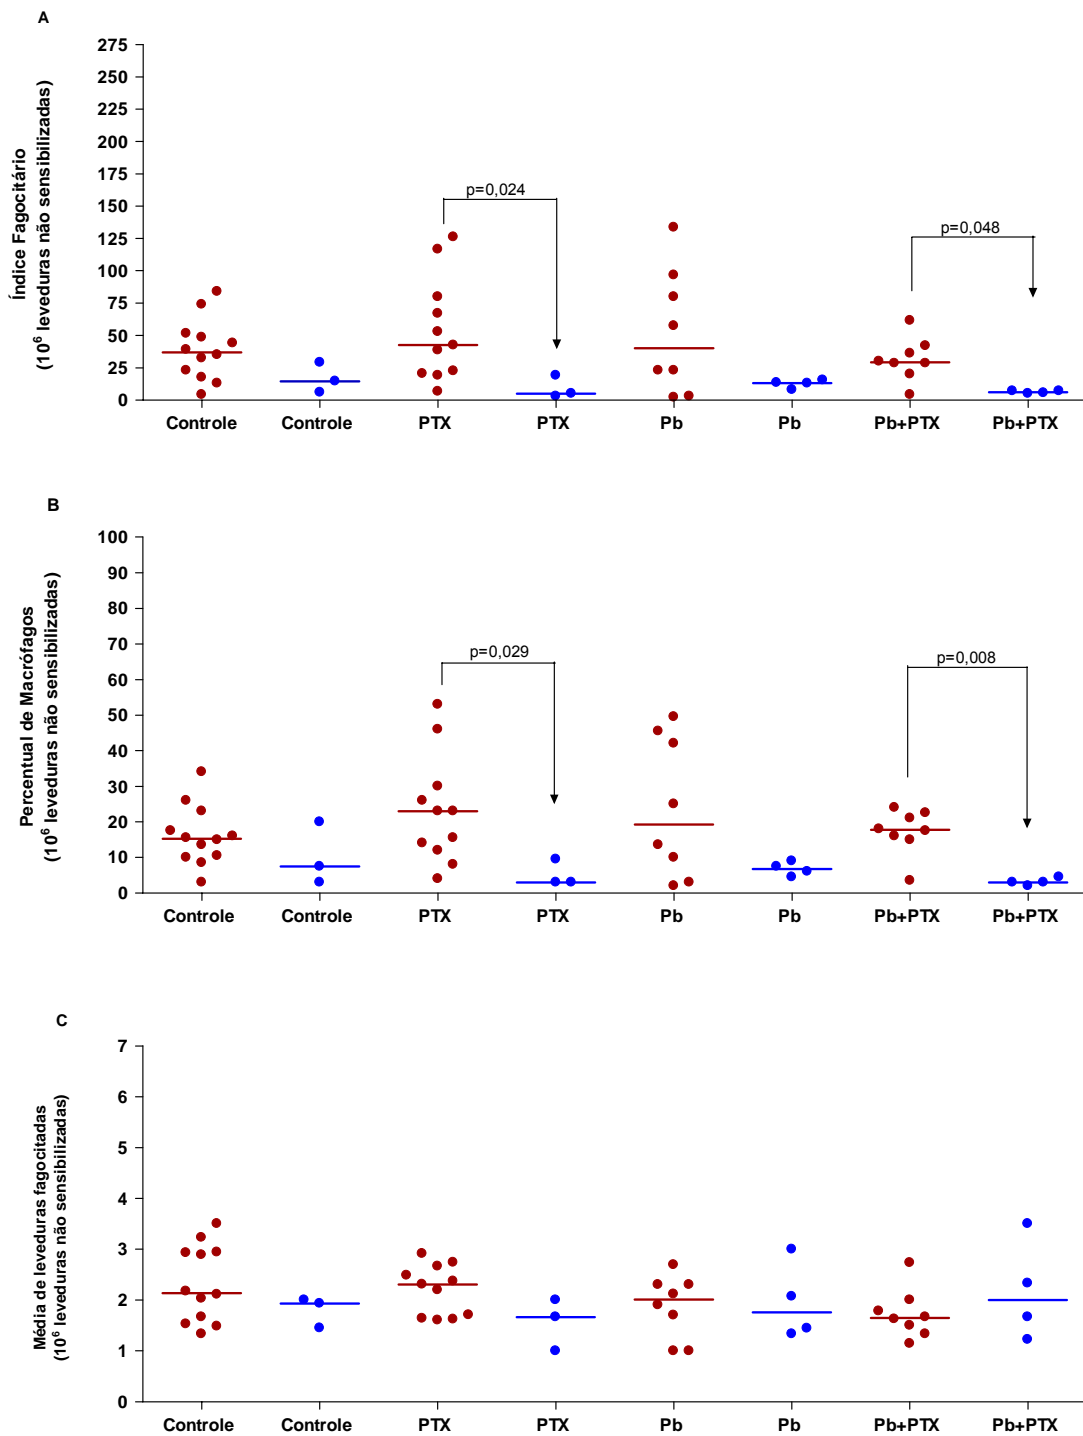 A
Índice Fagocitário
(10⁶ leveduras não sensibilizadas)
275
250
225
200
175
150
125
100
75
50
25
0
p=0,024
p=0,048
Controle Controle PTX PTX Pb Pb Pb+PTX Pb+PTX
B
Percentual de Macrófagos
(10⁶ leveduras não sensibilizadas)
100
90
80
70
60
50
40
30
20
10
0
p=0,029
p=0,008
Controle Controle PTX PTX Pb Pb Pb+PTX Pb+PTX
C
Média de leveduras fagocitadas
(10⁶ leveduras não sensibilizadas)
7
6
5
4
3
2
1
0
Controle Controle PTX PTX Pb Pb Pb+PTX Pb+PTX